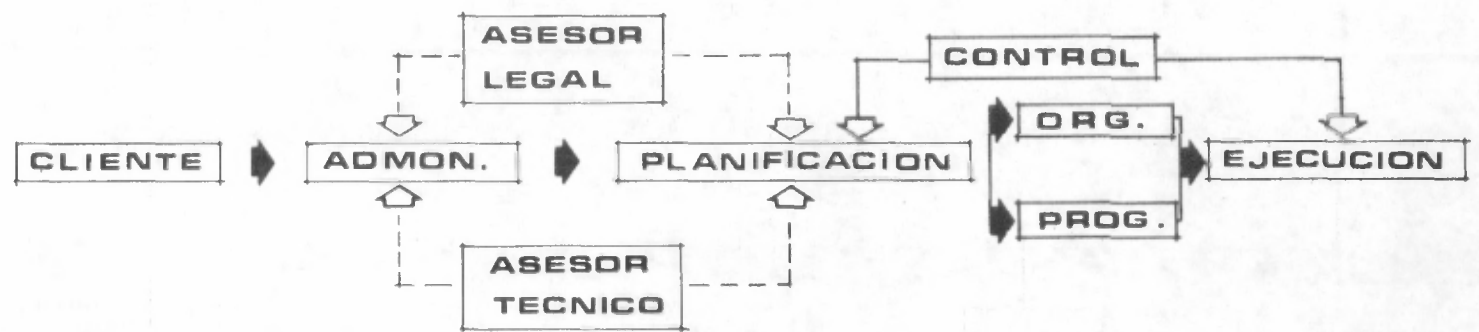 ASESOR
LEGAL
CONTROL
CLIENTE
ADMON.
PLANIFICACION
ORG.
EJECUCION
PROG.
ASESOR
TECNICO